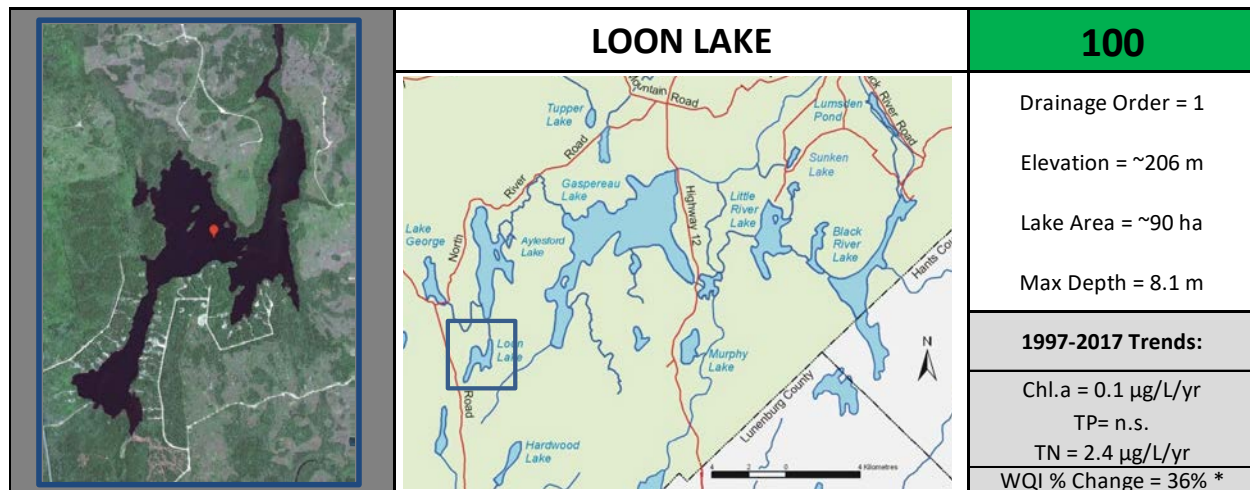 LOON LAKE
100
Mountain Road
Tupper
Lake
Lumsden
Pond
River Road
Sunken
Lake
North River Road
Gaspereau
Lake
Highway 12
Little
River
Lake
Lake
George
Aylesford
Lake
Black
River
Lake
Hants Co
Loon
Lake
Road
Murphy
Lake
N
Lunenburg County
Hardwood
Lake
4 2 0 4 Kilometres
Drainage Order = 1
Elevation = ~206 m
Lake Area = ~90 ha
Max Depth = 8.1 m
1997-2017 Trends:
Chl.a = 0.1 µg/L/yr
TP= n.s.
TN = 2.4 µg/L/yr
WQI % Change = 36% *